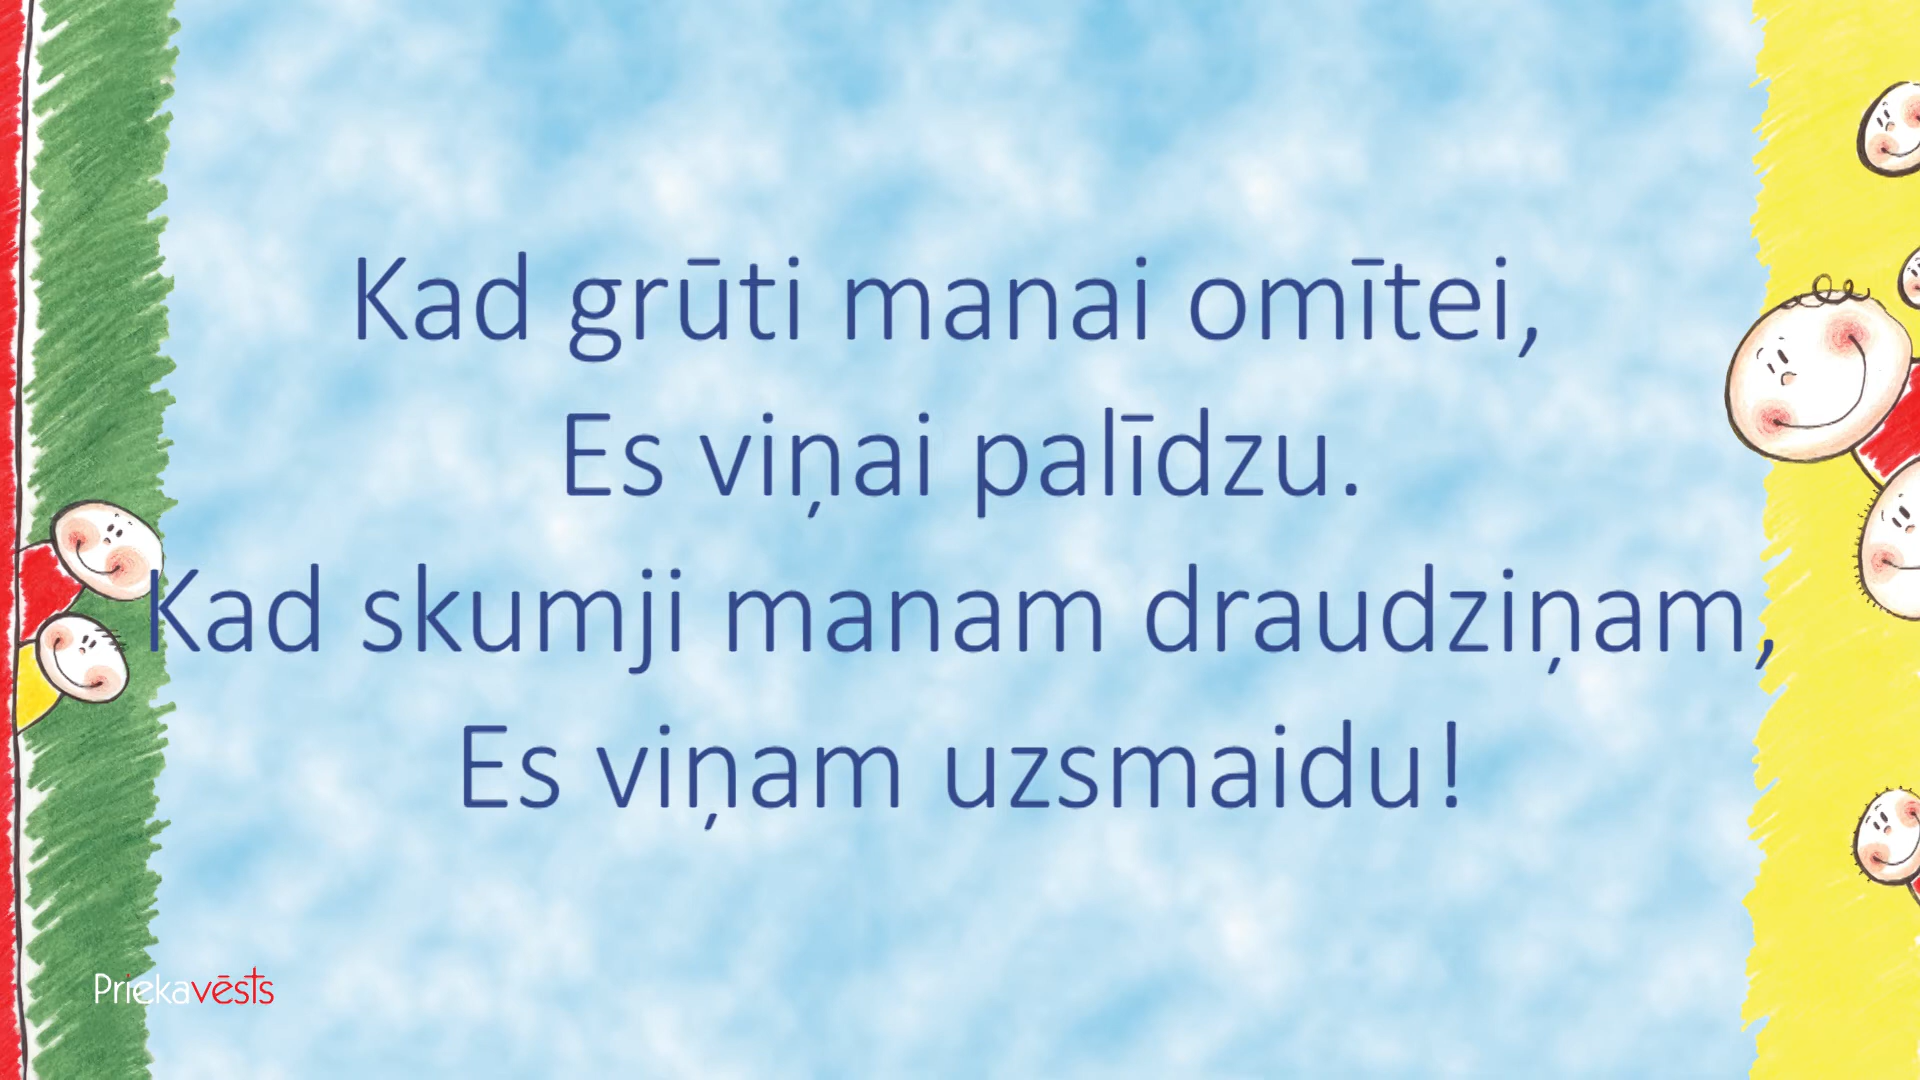 Kad grūti manai omītei,
Es viņai palīdzu.
Kad skumji manam draudziņam,
Es viņam uzsmaidu!
Priekavēsts